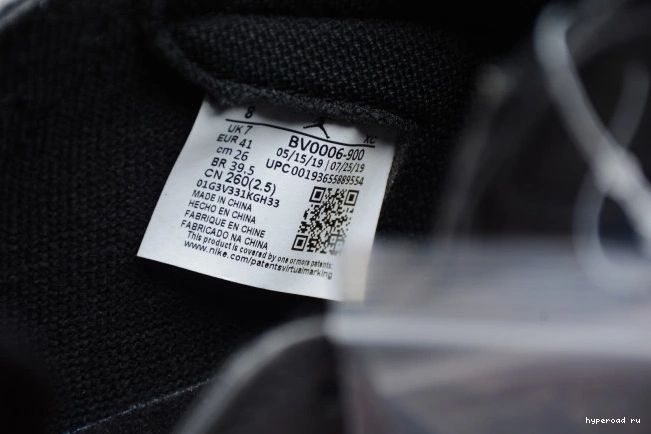 8
XC
UK 7
EUR 41
cm 26
BR 39.5
CN 260(2.5)
01G3V331KGH33
BV0006-900
05/15/19 | 07/25/19
UPC00193655889554
MADE IN CHINA
HECHO EN CHINA
FABRIQUE EN CHINE
FABRICADO NA CHINA
This product is covered by one or more patents:
www.nike.com/patentsvirtualmarking
hyperoad ru